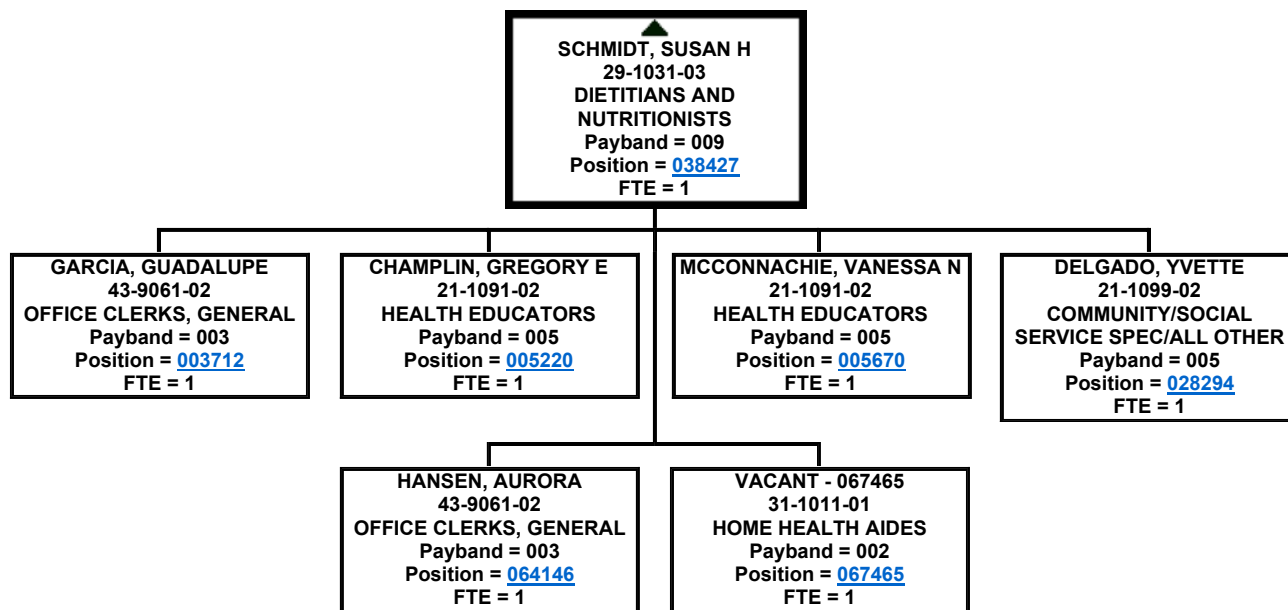 SCHMIDT, SUSAN H
29-1031-03
DIETITIANS AND
NUTRITIONISTS
Payband = 009
Position = 038427
FTE = 1
GARCIA, GUADALUPE
43-9061-02
OFFICE CLERKS, GENERAL
Payband = 003
Position = 003712
FTE = 1
CHAMPLIN, GREGORY E
21-1091-02
HEALTH EDUCATORS
Payband = 005
Position = 005220
FTE = 1
MCCONNACHIE, VANESSA N
21-1091-02
HEALTH EDUCATORS
Payband = 005
Position = 005670
FTE = 1
DELGADO, YVETTE
21-1099-02
COMMUNITY/SOCIAL
SERVICE SPEC/ALL OTHER
Payband = 005
Position = 028294
FTE = 1
HANSEN, AURORA
43-9061-02
OFFICE CLERKS, GENERAL
Payband = 003
Position = 064146
FTE = 1
VACANT - 067465
31-1011-01
HOME HEALTH AIDES
Payband = 002
Position = 067465
FTE = 1